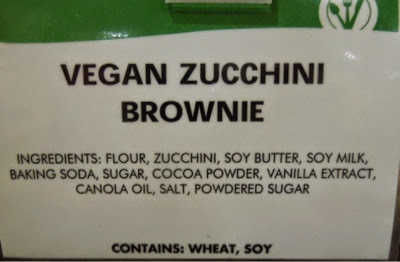 VEGAN ZUCCHINI
BROWNIE
INGREDIENTS: FLOUR, ZUCCHINI, SOY BUTTER, SOY MILK,
BAKING SODA, SUGAR, COCOA POWDER, VANILLA EXTRACT,
CANOLA OIL, SALT, POWDERED SUGAR
CONTAINS: WHEAT, SOY